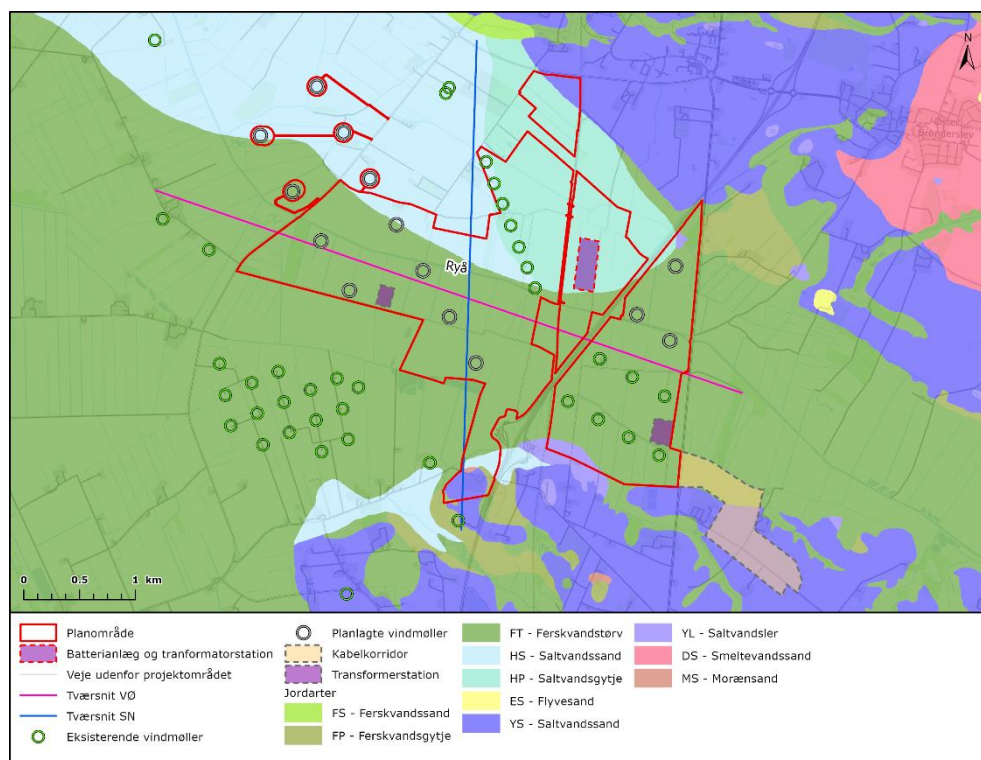 N
Øster
Brønderslev
Ryå
0 0.5 1 km
Planområde
Batterianlæg og tranformatorstation
Veje udenfor projektområdet
Tværsnit VØ
Tværsnit SN
Eksisterende vindmøller
Planlagte vindmøller
Kabelkorridor
Transformerstation
Jordarter
FS - Ferskvandssand
FP - Ferskvandsgytje
FT - Ferskvandstørv
HS - Saltvandssand
HP - Saltvandsgytje
ES - Flyvesand
YS - Saltvandssand
YL - Saltvandsler
DS - Smeltevandssand
MS - Morænsand